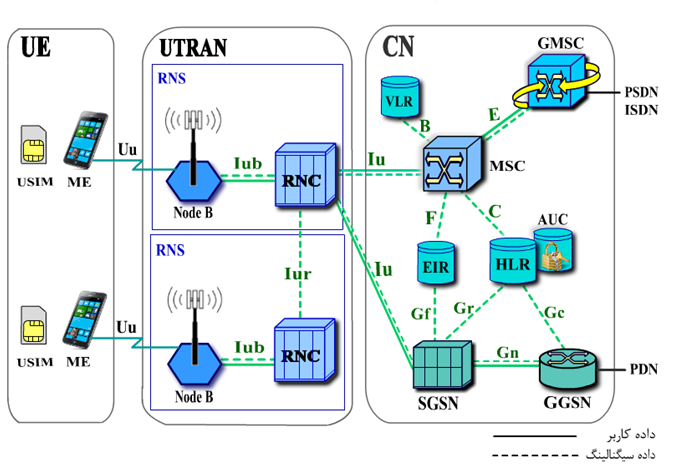 UE
UTRAN
CN
RNS
USIM
ME
Uu
Node B
Iub
RNC
Iu
VLR
B
GMSC
E
PSDN
ISDN
MSC
F
C
AUC
EIR
HLR
Iur
Iu
RNS
USIM
ME
Uu
Node B
Iub
RNC
Gf
Gr
Gc
Gn
SGSN
GGSN
PDN
داده کاربر
داده سیگنالینگ